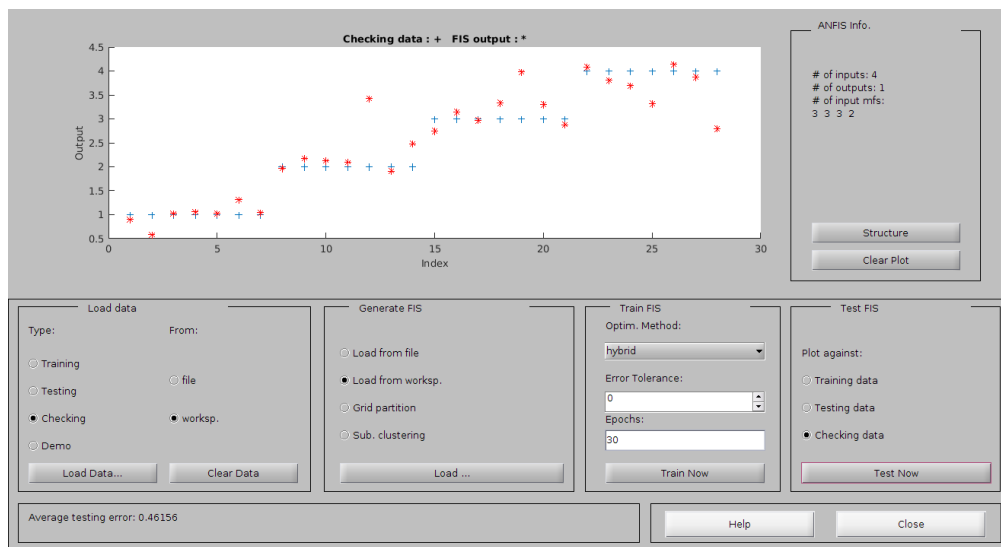 Checking data : +   FIS output : *
4.5
4
3.5
3
2.5
2
1.5
1
0.5
Output
0 5 10 15 20 25 30
Index
ANFIS Info.
# of inputs: 4
# of outputs: 1
# of input mfs:
3 3 3 2
Structure
Clear Plot
Load data
Type:
From:
Training
Testing
Checking
Demo
file
worksp.
Load Data...
Clear Data
Generate FIS
Load from file
Load from worksp.
Grid partition
Sub. clustering
Load ...
Train FIS
Optim. Method:
hybrid
Error Tolerance:
0
Epochs:
30
Train Now
Test FIS
Plot against:
Training data
Testing data
Checking data
Test Now
Average testing error: 0.46156
Help
Close